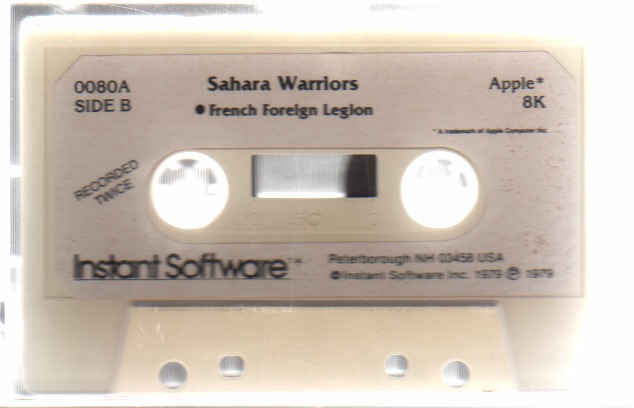 0080A
SIDE B
Sahara Warriors
● French Foreign Legion
Apple*
8K
* A trademark of Apple Computer Inc.
RECORDED
TWICE
100 50 0
Instant Software™
Peterborough NH 03458 USA
©Instant Software Inc. 1979 ℗ 1979